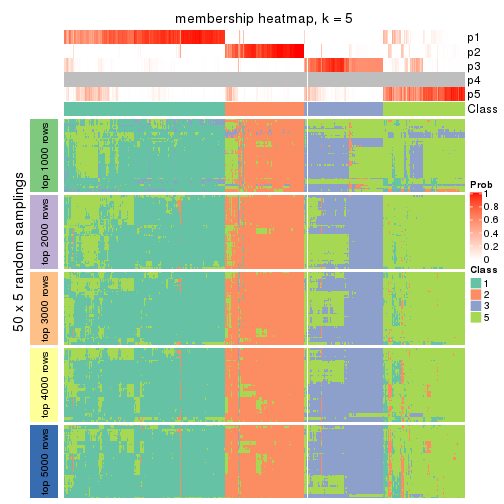 membership heatmap, k = 5
p1
p2
p3
p4
p5
Class
50 x 5 random samplings
top 1000 rows
top 2000 rows
top 3000 rows
top 4000 rows
top 5000 rows
Prob
1
0.8
0.6
0.4
0.2
0
Class
1
2
3
5